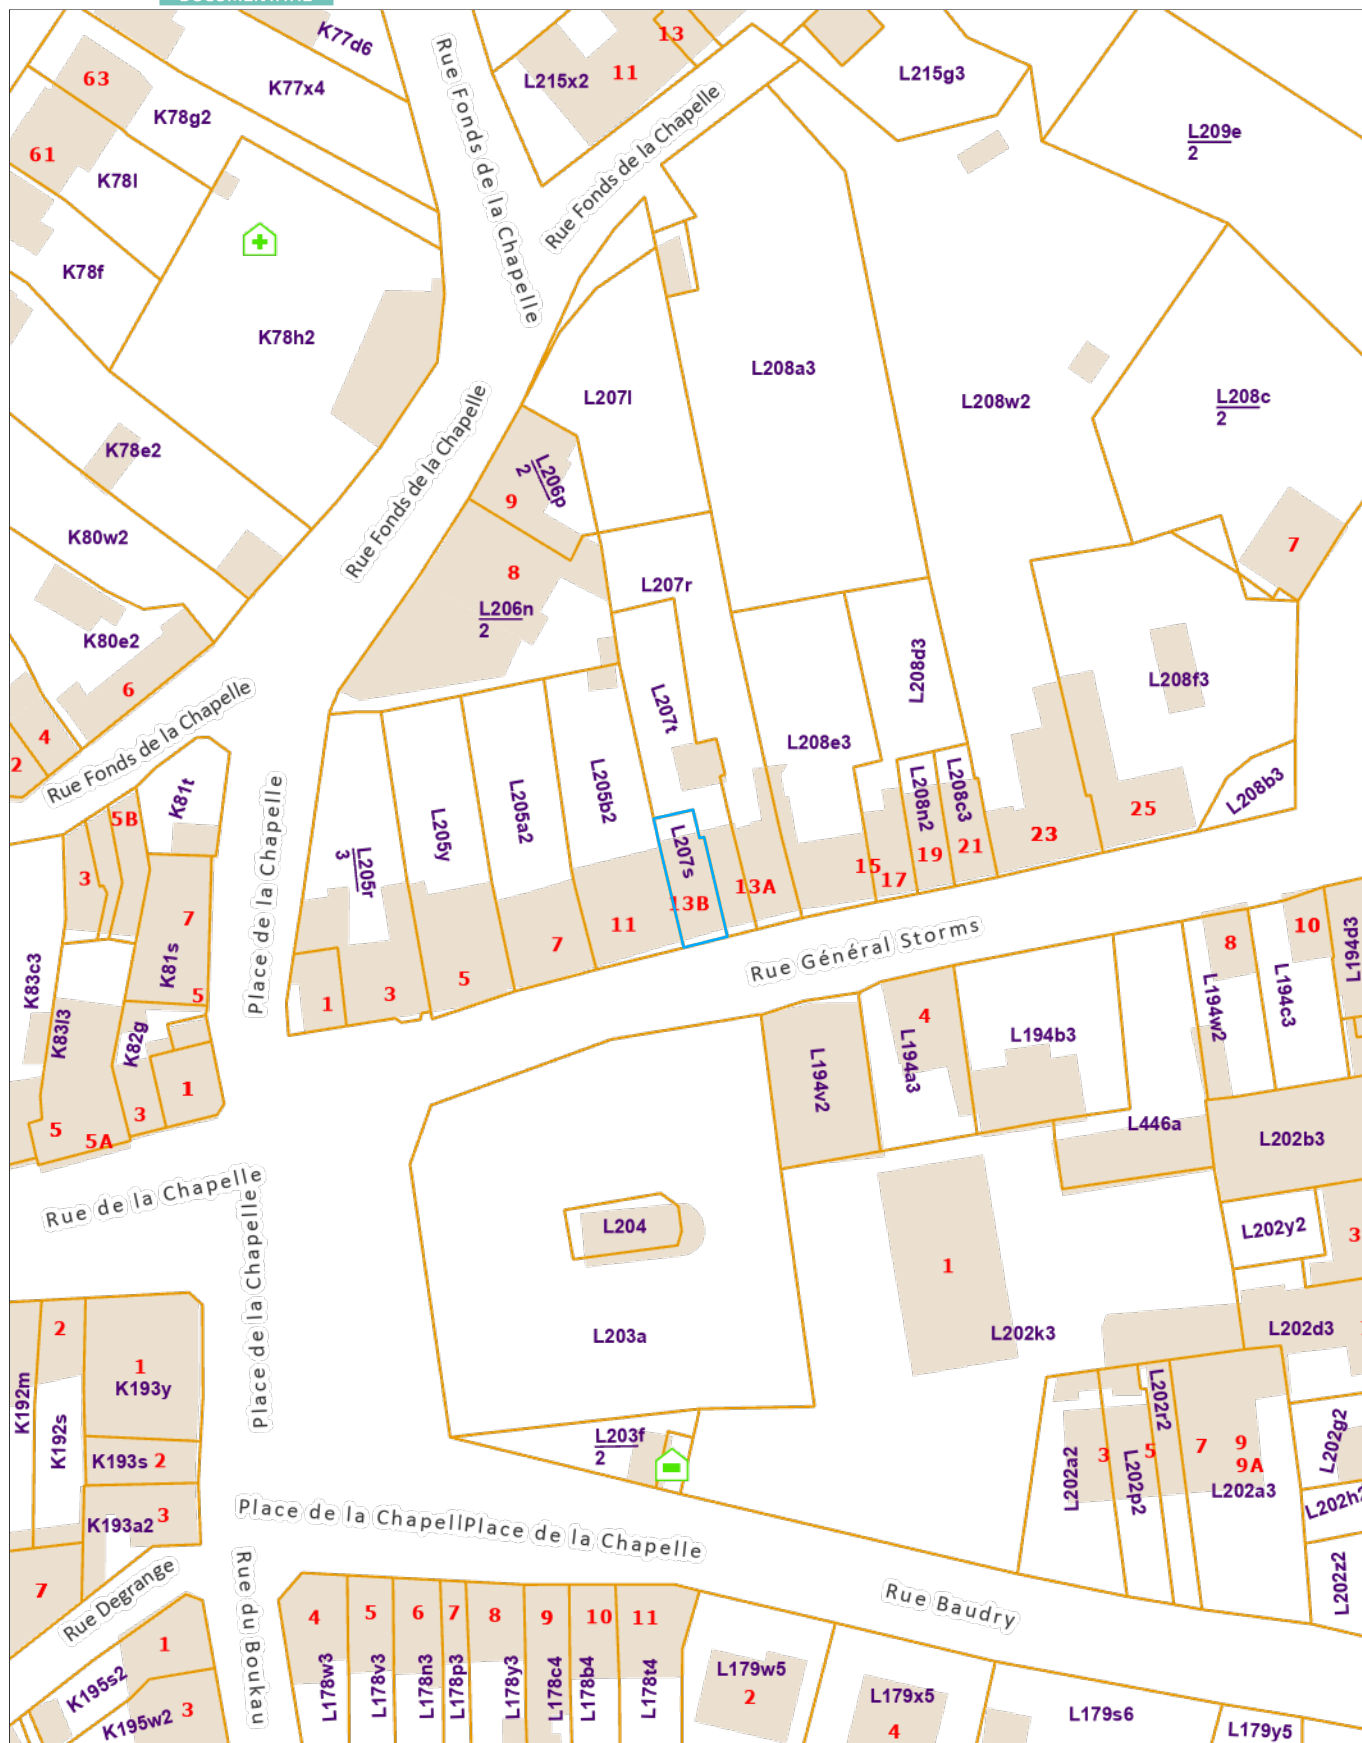 K77d6
13
L215x2
11
L215g3
63
K77x4
K78g2
Rue Fonds de la Chapelle
Rue Fonds de la Chapelle
L209e
2
61
K78l
K78f
K78h2
L208a3
L207l
L208w2
L208c
2
Rue Fonds de la Chapelle
K78e2
L206p
2
9
K80w2
7
8
L207r
L206n
2
K80e2
6
L208d3
L208f3
Rue Fonds de la Chapelle
4
2
L207t
L208e3
K81t
Place de la Chapelle
5B
L205y
L205a2
L205b2
L208n2
L208c3
L208b3
25
23
L205r
3
L207s
3
15
17
19
21
13A
13B
7
11
7
K81s
5
1
3
5
Rue Général Storms
8
10
L194d3
K83c3
K83l3
K82g
4
L194v2
L194a3
L194b3
L194w2
L194c3
1
3
5
5A
L446a
L202b3
Rue de la Chapelle
L204
L202y2
3
1
Place de la Chapelle
L203a
L202k3
L202d3
2
1
K193y
K192m
K192s
K193s
2
L203f
2
L202a2
3
L202p2
L202r2
5
7
9
9A
L202a3
L202g2
K193a2
3
L202h2
Place de la Chapell
Place de la Chapelle
7
Rue Degrange
Rue du Boukau
L202z2
Rue Baudry
4
5
6
7
8
9
10
11
1
K195s2
K195w2
3
L178w3
L178v3
L178n3
L178p3
L178y3
L178c4
L178b4
L178t4
L179w5
2
L179x5
4
L179s6
L179y5